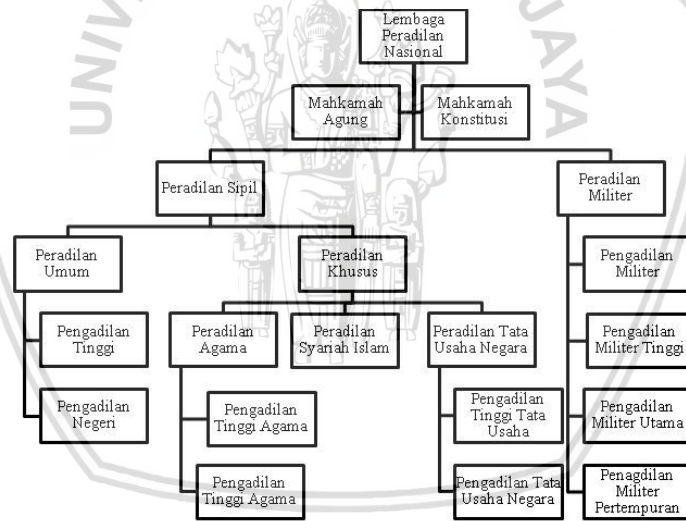 UNIV
JAYA
Lembaga
Peradilan
Nasional
Mahkamah
Agung
Mahkamah
Konstitusi
Peradilan Sipil
Peradilan
Militer
Peradilan
Umum
Peradilan
Khusus
Pengadilan
Militer
Pengadilan
Tinggi
Peradilan
Agama
Peradilan
Syariah Islam
Peradilan Tata
Usaha Negara
Pengadilan
Militer Tinggi
Pengadilan
Negeri
Pengadilan
Tinggi Agama
Pengadilan
Tinggi Tata
Usaha
Pengadilan
Militer Utama
Pengadilan
Tinggi Agama
Pengadilan Tata
Usaha Negara
Penagdilan
Militer
Pertempuran